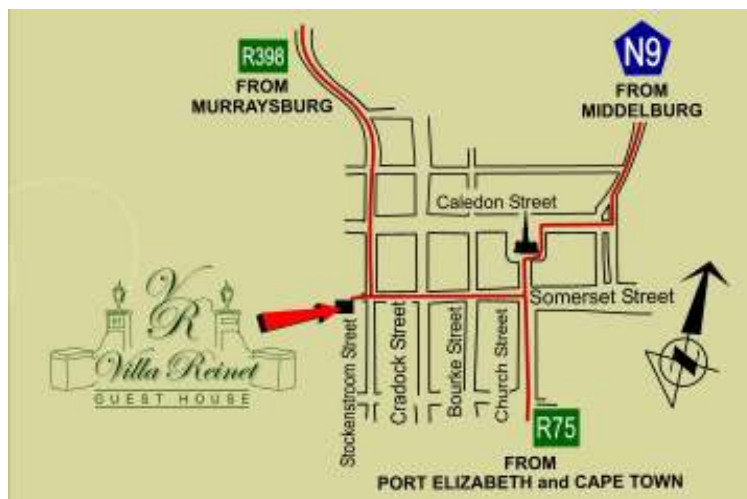 R398
FROM
MURRAYSBURG
N9
FROM
MIDDELBURG
Caledon Street
Somerset Street
Stockenstroom Street
Cradock Street
Bourke Street
Church Street
VR
Villa Reinet
GUEST HOUSE
R75
FROM
PORT ELIZABETH and CAPE TOWN